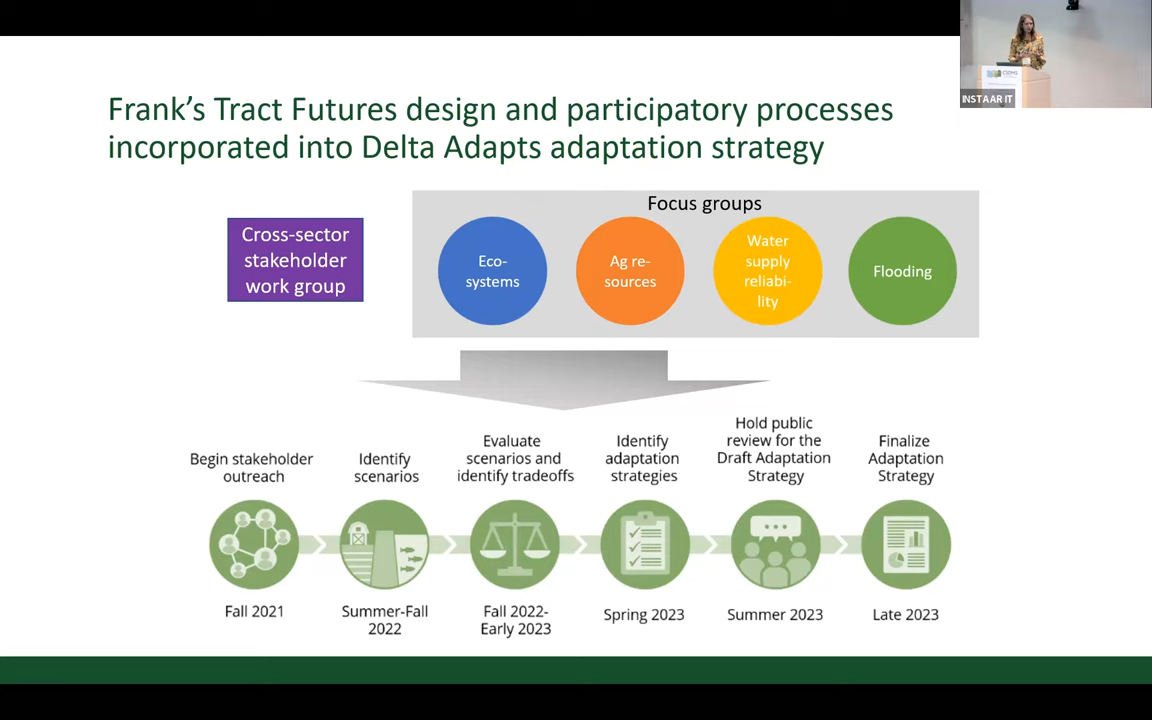 Frank's Tract Futures design and participatory processes
incorporated into Delta Adapts adaptation strategy
INSTAAR IT
Cross-sector
stakeholder
work group
Focus groups
Eco-
systems
Ag re-
sources
Water
supply
reliabi-
lity
Flooding
Begin stakeholder
outreach
Identify
scenarios
Evaluate
scenarios and
identify tradeoffs
Identify
adaptation
strategies
Hold public
review for the
Draft Adaptation
Strategy
Finalize
Adaptation
Strategy
Fall 2021
Summer-Fall
2022
Fall 2022-
Early 2023
Spring 2023
Summer 2023
Late 2023